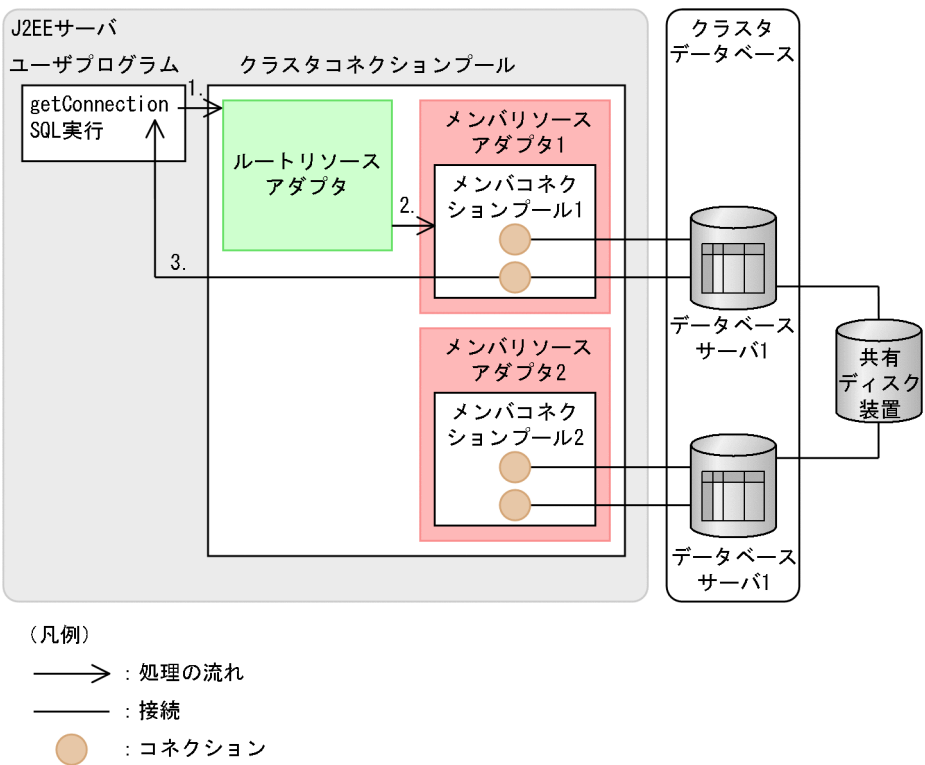 J2EEサーバ
ユーザプログラム
getConnection
SQL実行
1.
クラスタコネクションプール
ルートリソース
アダプタ
2.
メンバリソース
アダプタ1
メンバコネク
ションプール1
3.
メンバリソース
アダプタ2
メンバコネク
ションプール2
クラスタ
データベース
データベース
サーバ1
データベース
サーバ1
共有
ディスク
装置
（凡例）
：処理の流れ
：接続
：コネクション